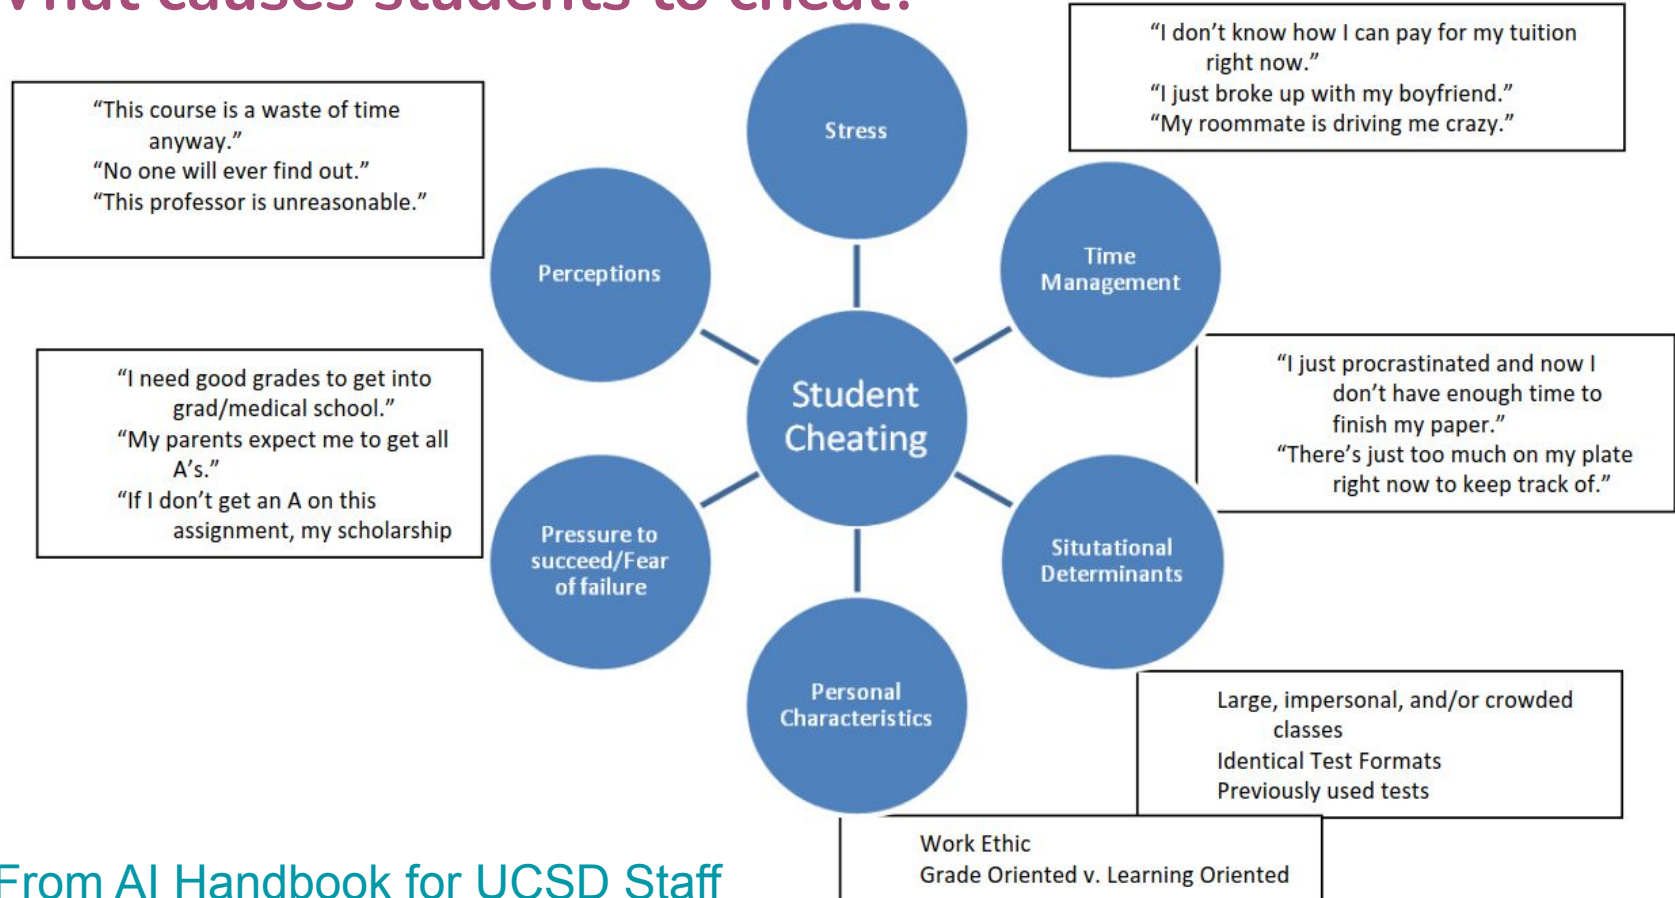 What causes students to cheat?
"I don't know how I can pay for my tuition
right now."
"I just broke up with my boyfriend."
"My roommate is driving me crazy."
Stress
"This course is a waste of time
anyway."
"No one will ever find out."
"This professor is unreasonable."
Perceptions
Time
Management
"I just procrastinated and now I
don't have enough time to
finish my paper."
"There's just too much on my plate
right now to keep track of."
Student
Cheating
"I need good grades to get into
grad/medical school."
"My parents expect me to get all
A's."
"If I don't get an A on this
assignment, my scholarship
Pressure to
succeed/Fear
of failure
Situtational
Determinants
Large, impersonal, and/or crowded
classes
Identical Test Formats
Previously used tests
Personal
Characteristics
Work Ethic
Grade Oriented v. Learning Oriented
From AI Handbook for UCSD Staff